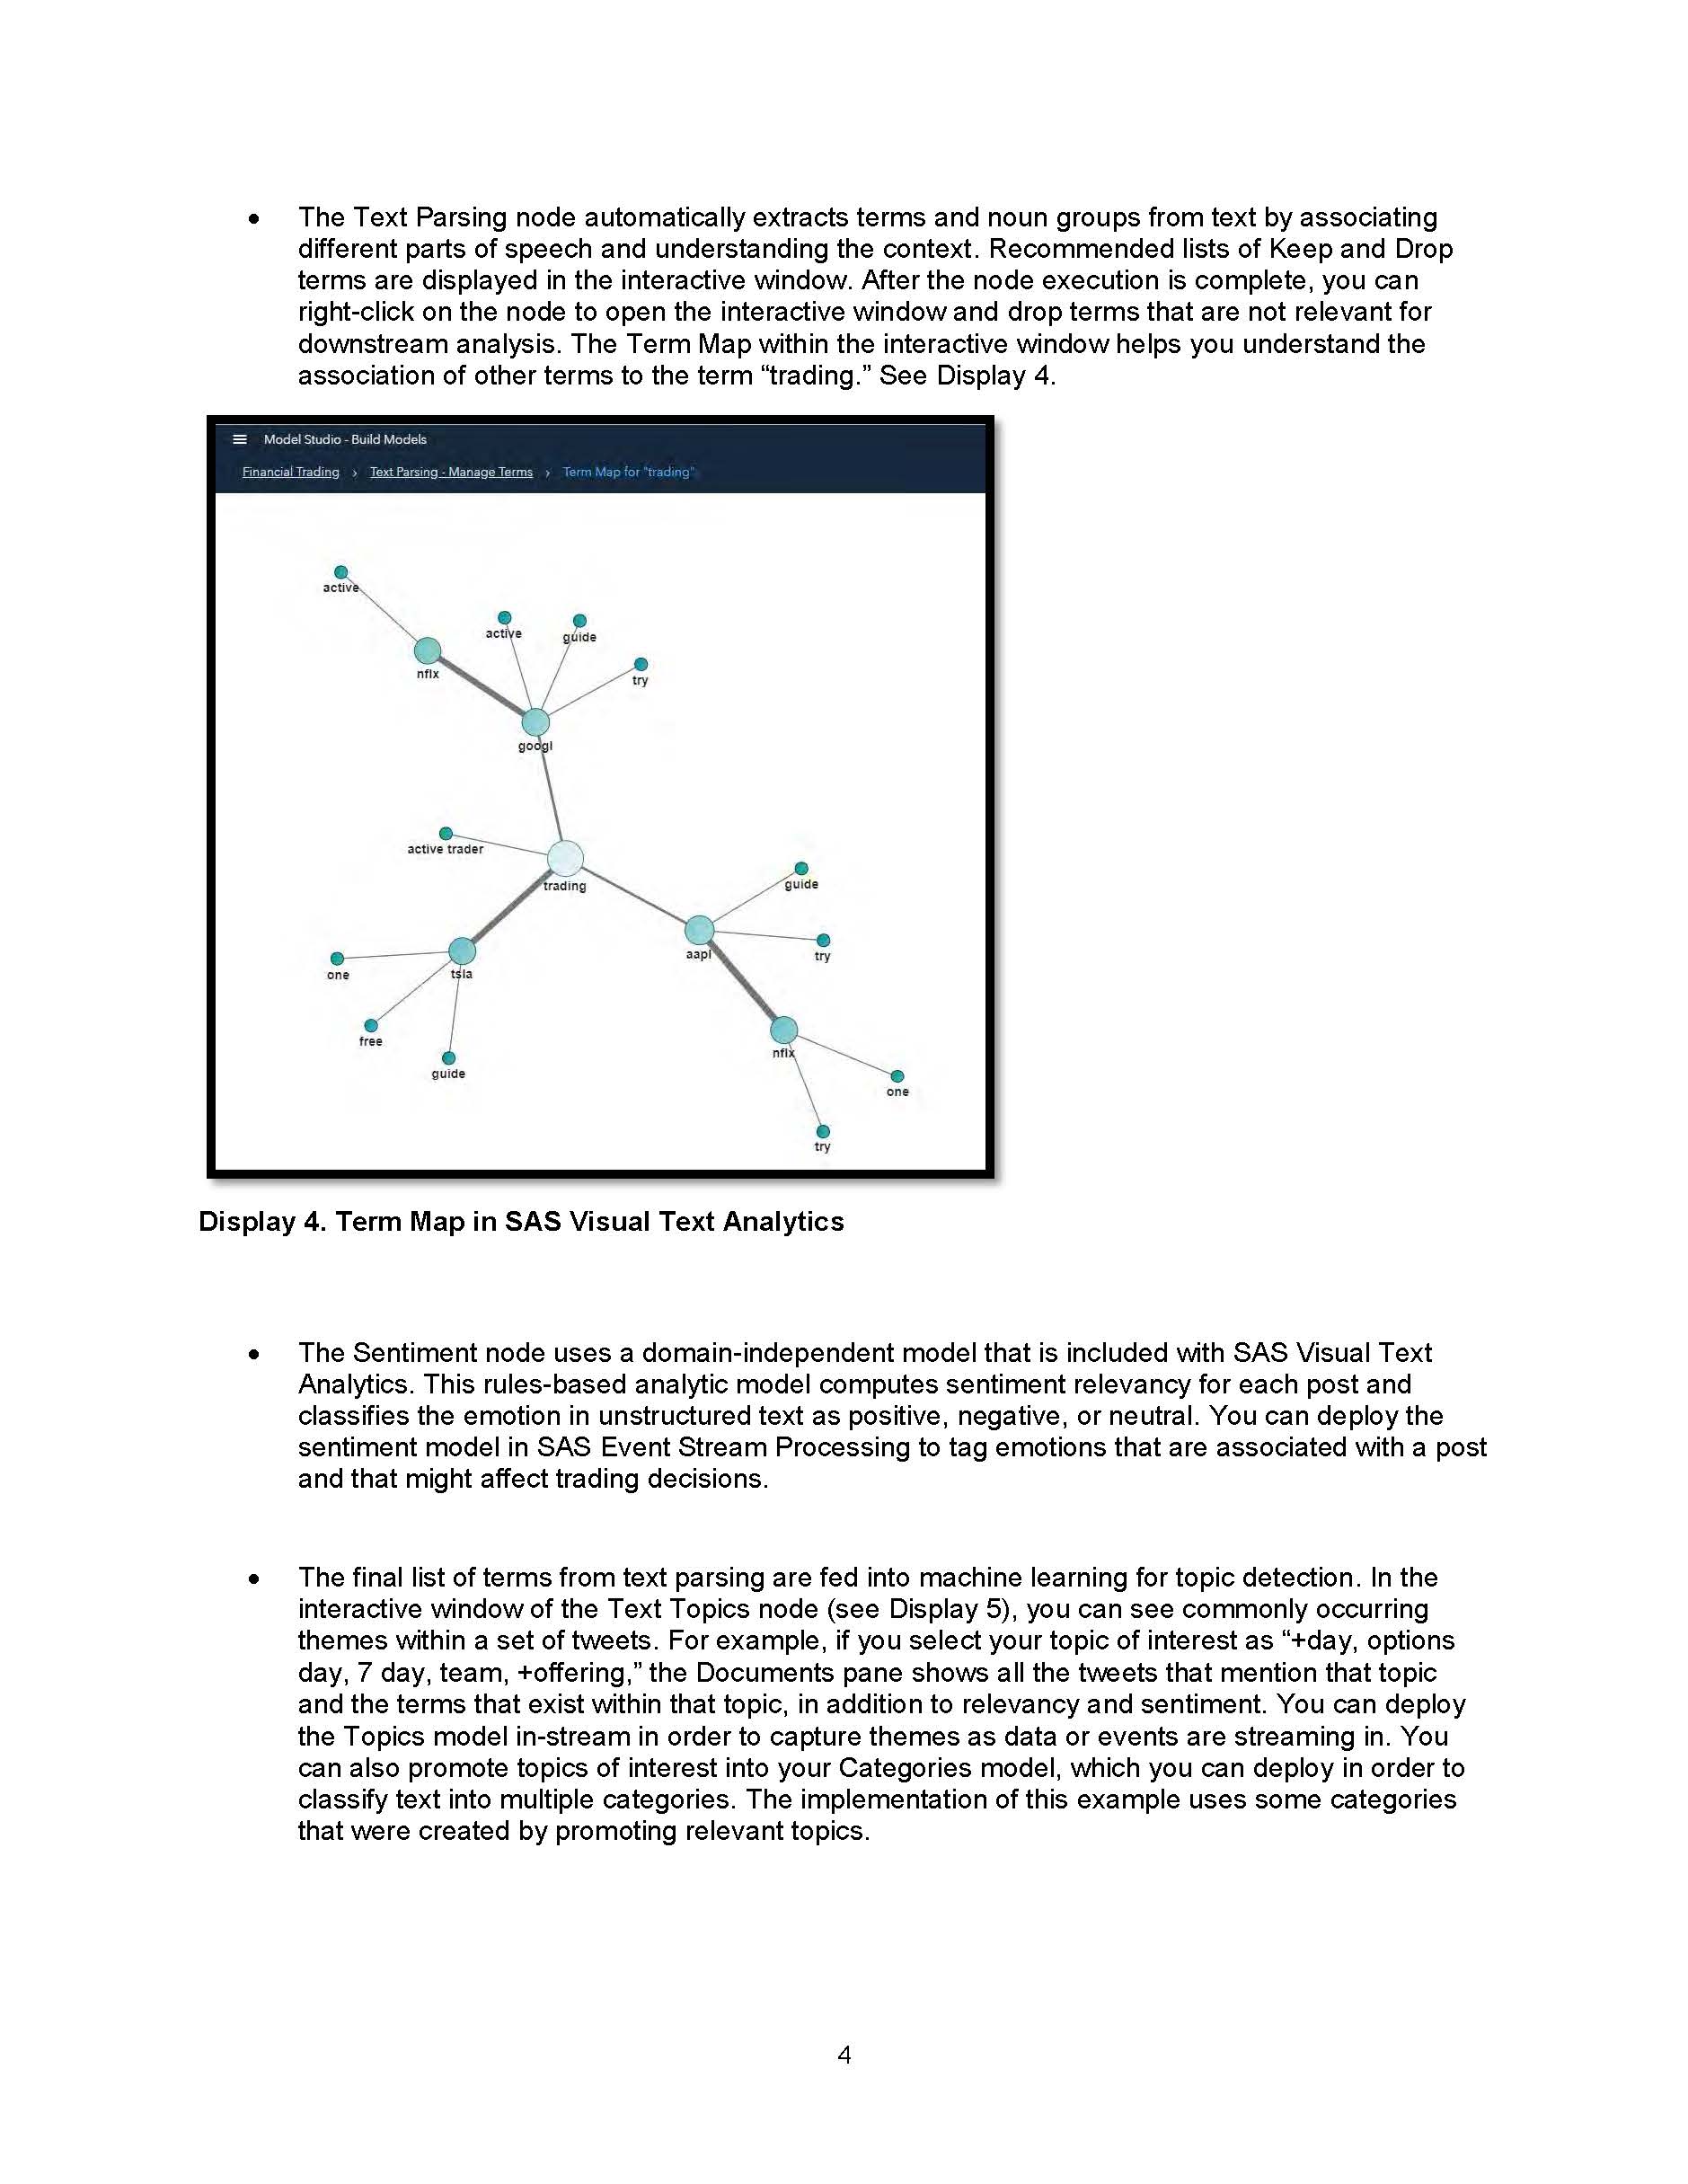 • The Text Parsing node automatically extracts terms and noun groups from text by associating
different parts of speech and understanding the context. Recommended lists of Keep and Drop
terms are displayed in the interactive window. After the node execution is complete, you can
right-click on the node to open the interactive window and drop terms that are not relevant for
downstream analysis. The Term Map within the interactive window helps you understand the
association of other terms to the term “trading.” See Display 4.
Model Studio - Build Models
Financial Trading › Text Parsing - Manage Terms › Term Map for "trading"
active
active
guide
nflx
try
googl
active trader
trading
guide
aapl
try
one
tsla
free
guide
nflx
one
try
Display 4. Term Map in SAS Visual Text Analytics
• The Sentiment node uses a domain-independent model that is included with SAS Visual Text
Analytics. This rules-based analytic model computes sentiment relevancy for each post and
classifies the emotion in unstructured text as positive, negative, or neutral. You can deploy the
sentiment model in SAS Event Stream Processing to tag emotions that are associated with a post
and that might affect trading decisions.
• The final list of terms from text parsing are fed into machine learning for topic detection. In the
interactive window of the Text Topics node (see Display 5), you can see commonly occurring
themes within a set of tweets. For example, if you select your topic of interest as “+day, options
day, 7 day, team, +offering,” the Documents pane shows all the tweets that mention that topic
and the terms that exist within that topic, in addition to relevancy and sentiment. You can deploy
the Topics model in-stream in order to capture themes as data or events are streaming in. You
can also promote topics of interest into your Categories model, which you can deploy in order to
classify text into multiple categories. The implementation of this example uses some categories
that were created by promoting relevant topics.
4